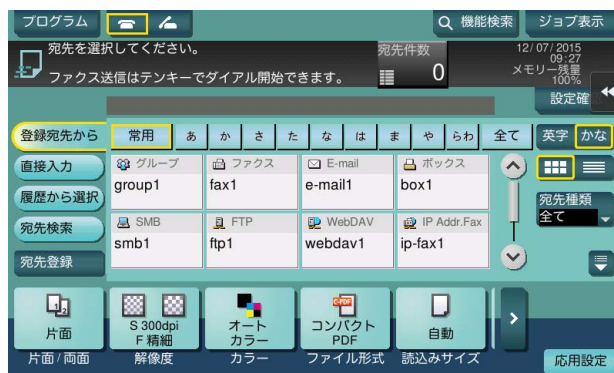 プログラム
機能検索
ジョブ表示
宛先を選択してください。
ファクス送信はテンキーでダイアル開始できます。
宛先件数
0
12/07/2015
09:27
メモリー残量
100%
設定確
登録宛先から
常用 あ か さ た な は ま や らわ 全て
英字 かな
直接入力
履歴から選択
宛先検索
宛先登録
グループ
group1
ファクス
fax1
E-mail
e-mail1
ボックス
box1
SMB
smb1
FTP
ftp1
WebDAV
webdav1
IP Addr.Fax
ip-fax1
宛先種類
全て
片面
片面/両面
S 300dpi
F 精細
解像度
オート
カラー
カラー
C-PDF
コンパクト
PDF
ファイル形式
自動
読込みサイズ
応用設定